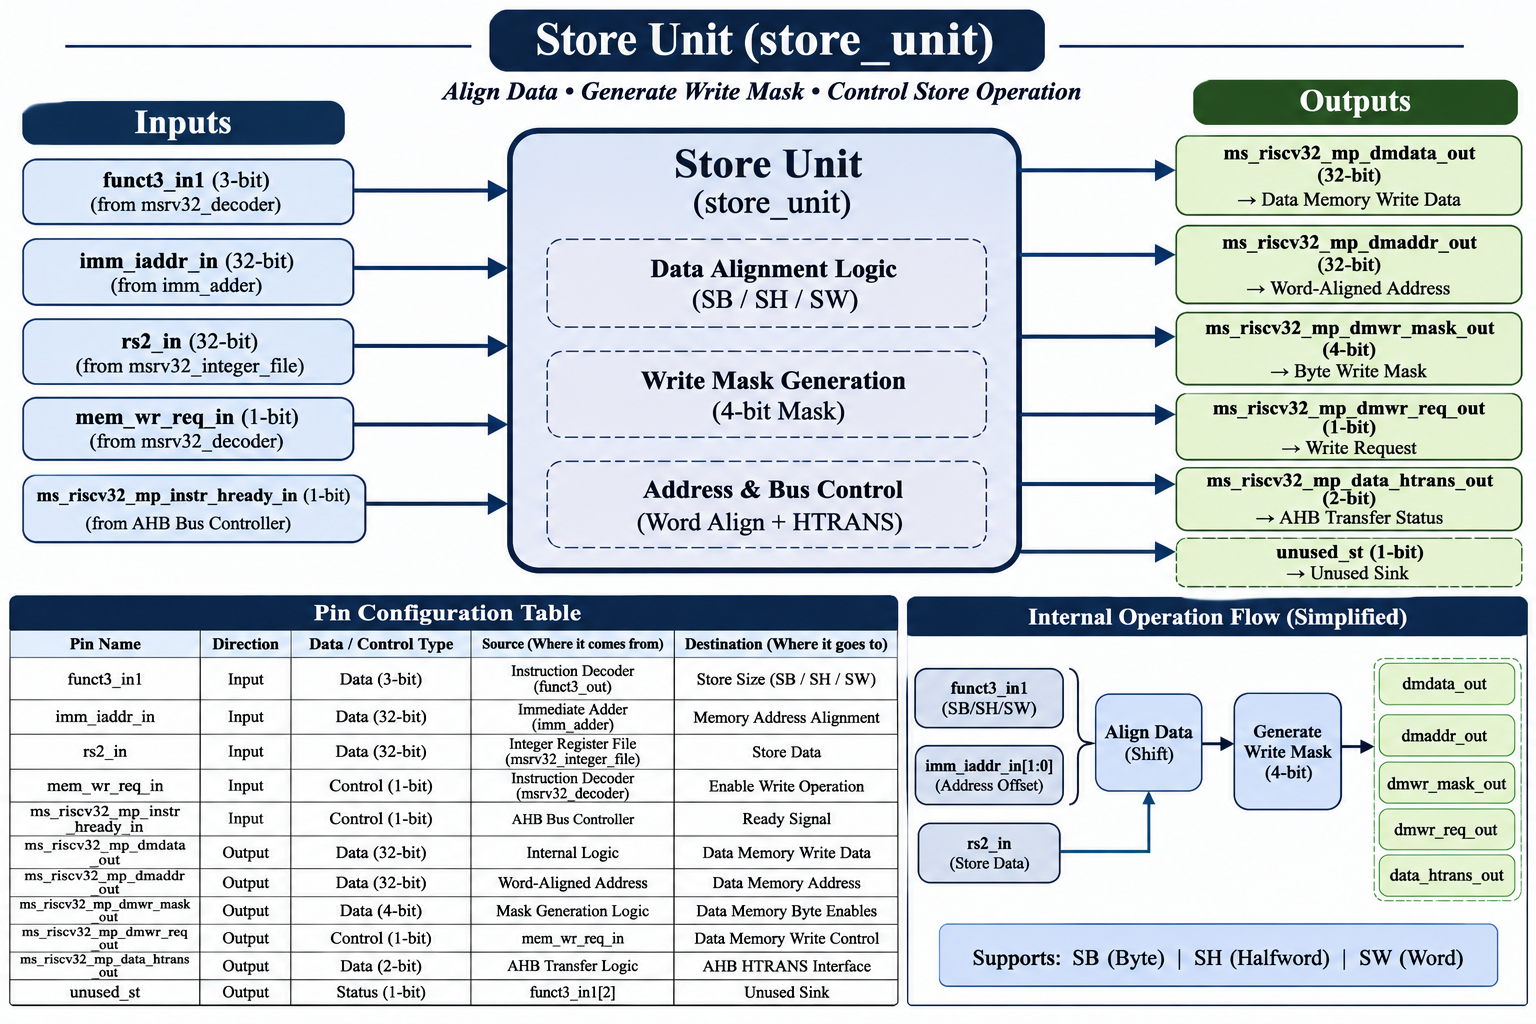 Store Unit (store_unit)
Align Data • Generate Write Mask • Control Store Operation
Inputs
funct3_in1 (3-bit)
(from msrv32_decoder)
imm_iaddr_in (32-bit)
(from imm_adder)
rs2_in (32-bit)
(from msrv32_integer_file)
mem_wr_req_in (1-bit)
(from msrv32_decoder)
ms_riscv32_mp_instr_hready_in (1-bit)
(from AHB Bus Controller)
Store Unit
(store_unit)
Data Alignment Logic
(SB / SH / SW)
Write Mask Generation
(4-bit Mask)
Address & Bus Control
(Word Align + HTRANS)
Outputs
ms_riscv32_mp_dmdata_out
(32-bit)
→ Data Memory Write Data
ms_riscv32_mp_dmaddr_out
(32-bit)
→ Word-Aligned Address
ms_riscv32_mp_dmwr_mask_out
(4-bit)
→ Byte Write Mask
ms_riscv32_mp_dmwr_req_out
(1-bit)
→ Write Request
ms_riscv32_mp_data_htrans_out
(2-bit)
→ AHB Transfer Status
unused_st (1-bit)
→ Unused Sink
Pin Configuration Table
Pin Name Direction Data / Control Type Source (Where it comes from) Destination (Where it goes to)
funct3_in1 Input Data (3-bit) Instruction Decoder
(funct3_out) Store Size (SB / SH / SW)
imm_iaddr_in Input Data (32-bit) Immediate Adder
(imm_adder) Memory Address Alignment
rs2_in Input Data (32-bit) Integer Register File
(msrv32_integer_file) Store Data
mem_wr_req_in Input Control (1-bit) Instruction Decoder
(msrv32_decoder) Enable Write Operation
ms_riscv32_mp_instr
_hready_in Input Control (1-bit) AHB Bus Controller Ready Signal
ms_riscv32_mp_dmdata
_out Output Data (32-bit) Internal Logic Data Memory Write Data
ms_riscv32_mp_dmaddr
_out Output Data (32-bit) Word-Aligned Address Data Memory Address
ms_riscv32_mp_dmwr_mask
_out Output Data (4-bit) Mask Generation Logic Data Memory Byte Enables
ms_riscv32_mp_dmwr_req
_out Output Control (1-bit) mem_wr_req_in Data Memory Write Control
ms_riscv32_mp_data_htrans
_out Output Data (2-bit) AHB Transfer Logic AHB HTRANS Interface
unused_st Output Status (1-bit) funct3_in1[2] Unused Sink
Internal Operation Flow (Simplified)
funct3_in1
(SB/SH/SW)
imm_iaddr_in[1:0]
(Address Offset)
rs2_in
(Store Data)
Align Data
(Shift)
Generate
Write Mask
(4-bit)
dmdata_out
dmaddr_out
dmwr_mask_out
dmwr_req_out
data_htrans_out
Supports: SB (Byte) | SH (Halfword) | SW (Word)